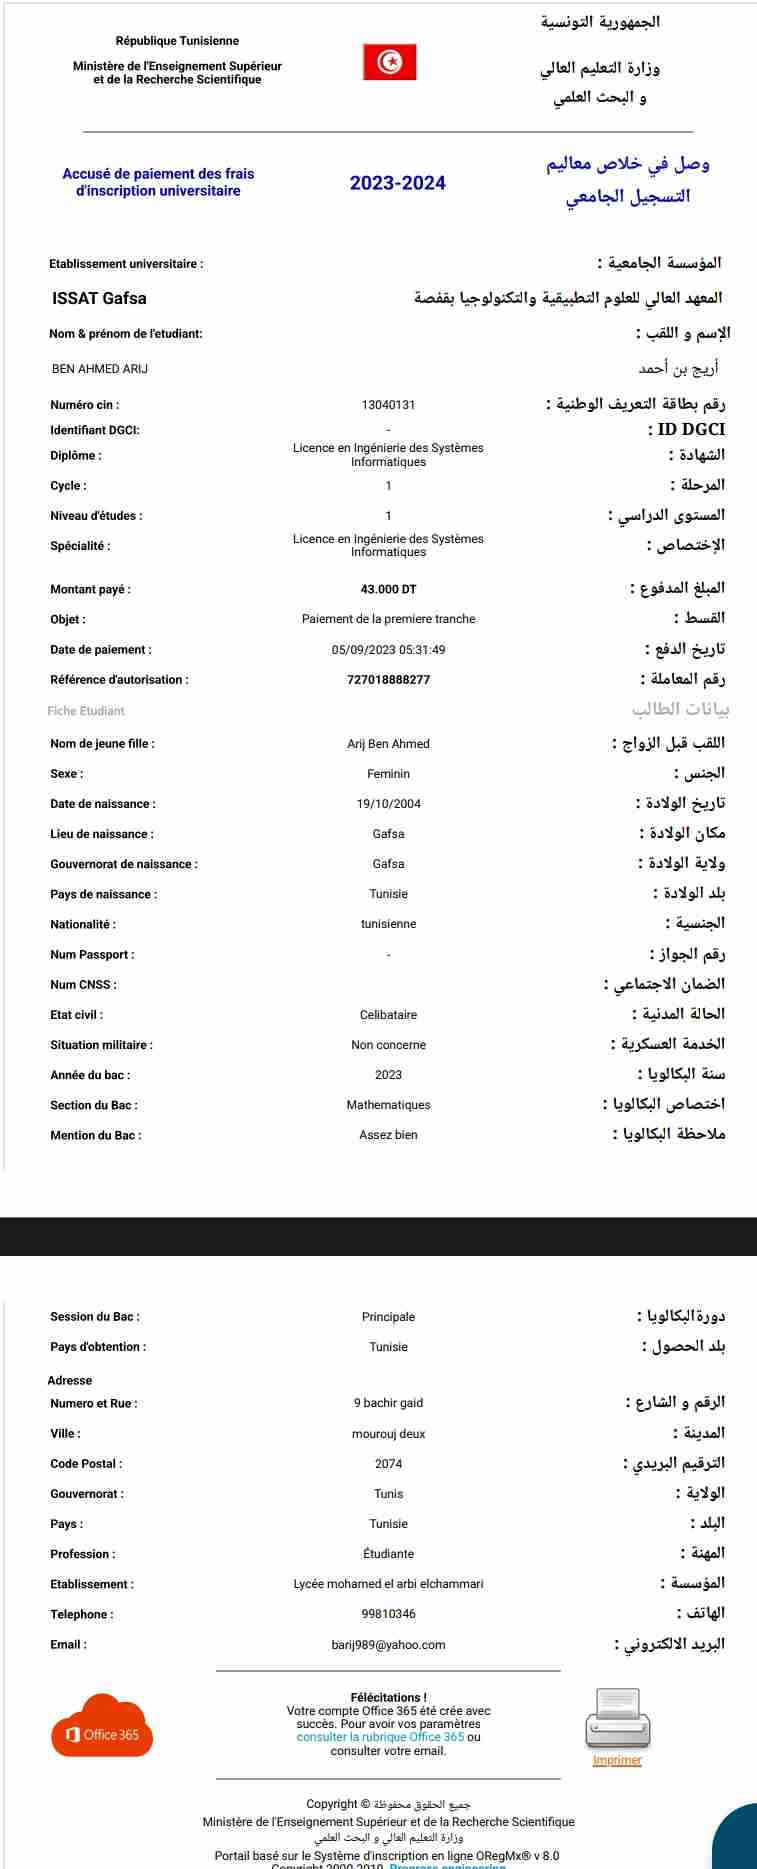 الجمهورية التونسية
République Tunisienne
Ministère de l'Enseignement Supérieur
et de la Recherche Scientifique
وزارة التعليم العالي
و البحث العلمي
Accusé de paiement des frais
d'inscription universitaire
2023-2024
وصل في خلاص معاليم
التسجيل الجامعي
Etablissement universitaire : المؤسسة الجامعية :
ISSAT Gafsa المعهد العالي للعلوم التطبيقية والتكنولوجيا بقفصة
Nom & prénom de l'etudiant: الإسم و اللقب :
BEN AHMED ARIJ أريج بن أحمد
Numéro cin : 13040131 رقم بطاقة التعريف الوطنية :
Identifiant DGCI: - ID DGCI :
Diplôme : Licence en Ingénierie des Systèmes الشهادة :
Informatiques
Cycle : 1 المرحلة :
Niveau d'études : 1 المستوى الدراسي :
Spécialité : Licence en Ingénierie des Systèmes الإختصاص :
Informatiques
Montant payé : 43.000 DT المبلغ المدفوع :
Objet : Paiement de la premiere tranche القسط :
Date de paiement : 05/09/2023 05:31:49 تاريخ الدفع :
Référence d'autorisation : 727018888277 رقم المعاملة :
Fiche Etudiant بيانات الطالب
Nom de jeune fille : Arij Ben Ahmed اللقب قبل الزواج :
Sexe : Feminin الجنس :
Date de naissance : 19/10/2004 تاريخ الولادة :
Lieu de naissance : Gafsa مكان الولادة :
Gouvernorat de naissance : Gafsa ولاية الولادة :
Pays de naissance : Tunisie بلد الولادة :
Nationalité : tunisienne الجنسية :
Num Passport : - رقم الجواز :
Num CNSS : الضمان الاجتماعي :
Etat civil : Celibataire الحالة المدنية :
Situation militaire : Non concerne الخدمة العسكرية :
Année du bac : 2023 سنة البكالويا :
Section du Bac : Mathematiques اختصاص البكالويا :
Mention du Bac : Assez bien ملاحظة البكالويا :
Session du Bac : Principale دورةالبكالويا :
Pays d'obtention : Tunisie بلد الحصول :
Adresse
Numero et Rue : 9 bachir gaid الرقم و الشارع :
Ville : mourouj deux المدينة :
Code Postal : 2074 الترقيم البريدي :
Gouvernorat : Tunis الولاية :
Pays : Tunisie البلد :
Profession : Étudiante المهنة :
Etablissement : Lycée mohamed el arbi elchammari المؤسسة :
Telephone : 99810346 الهاتف :
Email : barij989@yahoo.com البريد الالكتروني :
Office 365
Félécitations !
Votre compte Office 365 été crée avec
succès. Pour avoir vos paramètres
consulter la rubrique Office 365 ou
consulter votre email.
Imprimer
Copyright © جميع الحقوق محفوظة
Ministère de l'Enseignement Supérieur et de la Recherche Scientifique
وزارة التعليم العالي و البحث العلمي
Portail basé sur le Système d'inscription en ligne ORegMx® v 8.0
Copyright 2000-2019, Progress engineering